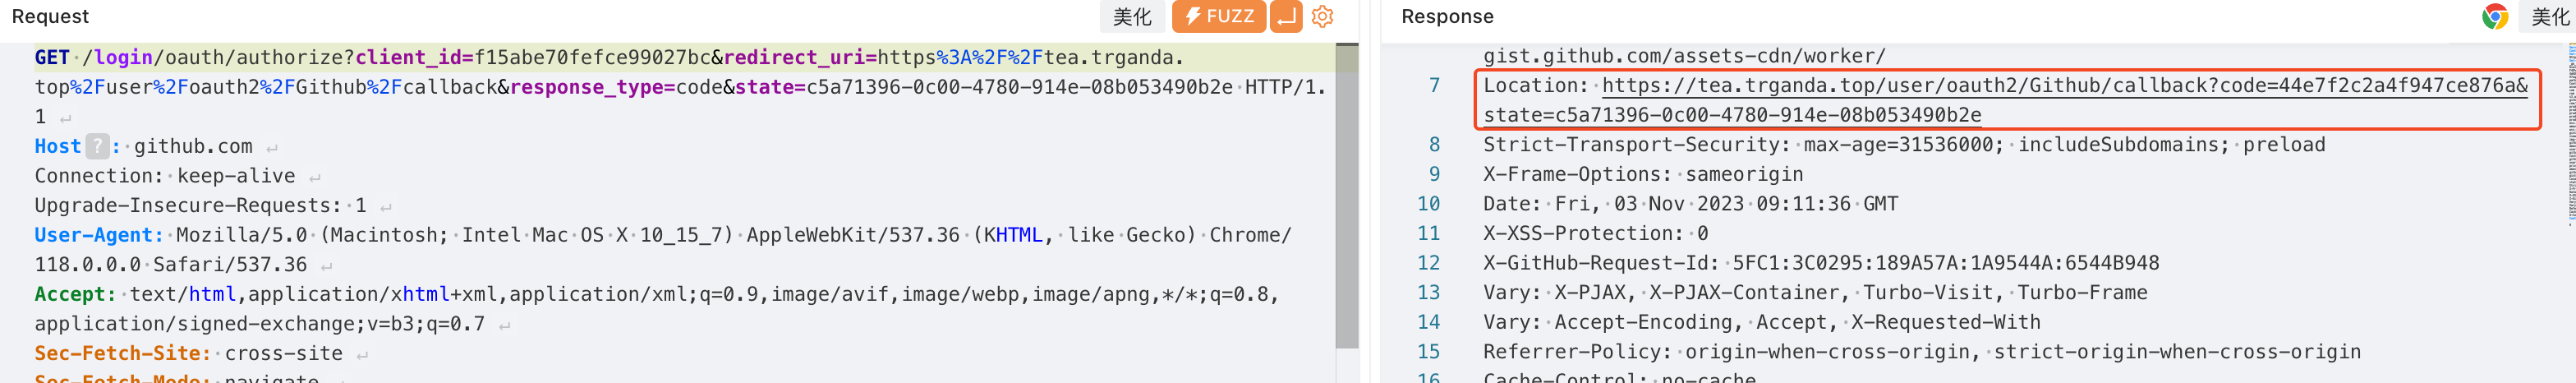 Request
美化
FUZZ
GET /login/oauth/authorize?client_id=f15abe70fefce99027bc&redirect_uri=https%3A%2F%2Ftea.trganda.
top%2Fuser%2Foauth2%2FGithub%2Fcallback&response_type=code&state=c5a71396-0c00-4780-914e-08b053490b2e HTTP/1.
1
Host ? : github.com
Connection: keep-alive
Upgrade-Insecure-Requests: 1
User-Agent: Mozilla/5.0 (Macintosh; Intel Mac OS X 10_15_7) AppleWebKit/537.36 (KHTML, like Gecko) Chrome/
118.0.0.0 Safari/537.36
Accept: text/html,application/xhtml+xml,application/xml;q=0.9,image/avif,image/webp,image/apng,*/*;q=0.8,
application/signed-exchange;v=b3;q=0.7
Sec-Fetch-Site: cross-site
Sec-Fetch-Mode: navigate
Response
美化
gist.github.com/assets-cdn/worker/
7 Location: https://tea.trganda.top/user/oauth2/Github/callback?code=44e7f2c2a4f947ce876a&
state=c5a71396-0c00-4780-914e-08b053490b2e
8 Strict-Transport-Security: max-age=31536000; includeSubdomains; preload
9 X-Frame-Options: sameorigin
10 Date: Fri, 03 Nov 2023 09:11:36 GMT
11 X-XSS-Protection: 0
12 X-GitHub-Request-Id: 5FC1:3C0295:189A57A:1A9544A:6544B948
13 Vary: X-PJAX, X-PJAX-Container, Turbo-Visit, Turbo-Frame
14 Vary: Accept-Encoding, Accept, X-Requested-With
15 Referrer-Policy: origin-when-cross-origin, strict-origin-when-cross-origin
16 Cache-Control: no-cache